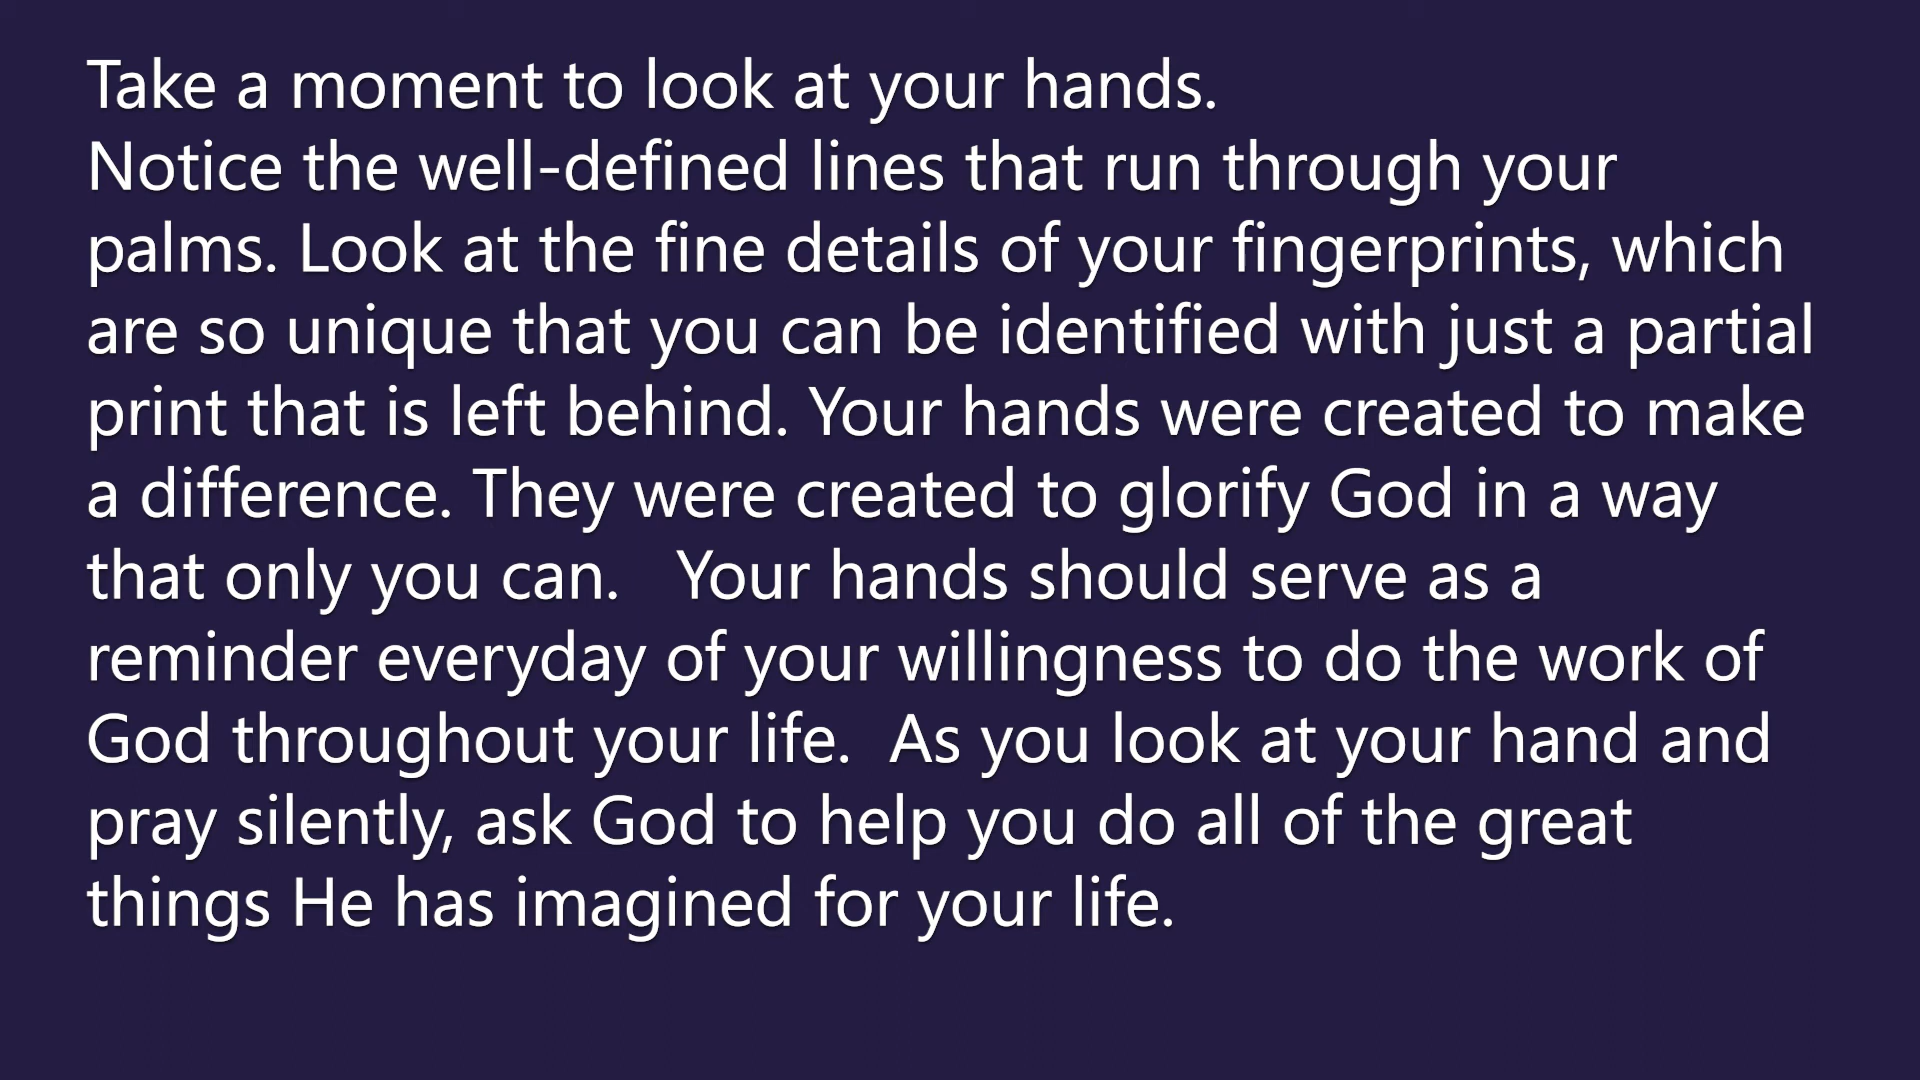 Take a moment to look at your hands.
Notice the well-defined lines that run through your
palms. Look at the fine details of your fingerprints, which
are so unique that you can be identified with just a partial
print that is left behind. Your hands were created to make
a difference. They were created to glorify God in a way
that only you can.   Your hands should serve as a
reminder everyday of your willingness to do the work of
God throughout your life.  As you look at your hand and
pray silently, ask God to help you do all of the great
things He has imagined for your life.